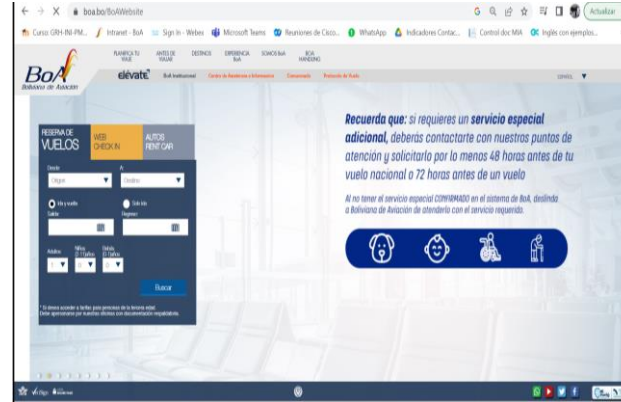 boa.bo/BoAWebsite
Actualizar
Curso: GRH-INI-PM...
Intranet - BoA
Sign In - Webex
Microsoft Teams
Reuniones de Cisco...
WhatsApp
Indicadores Contac...
Control doc MIA
Inglés con ejemplos...
PLANIFICA TU VIAJE
ANTES DE VIAJAR
DESTINOS
EXPERIENCIA BoA
SOMOS BoA
BOA HANDLING
BoA
Boliviana de Aviación
elévate
BoA Institucional
ESPAÑOL
RESERVA DE
VUELOS
WEB
CHECK IN
AUTOS
RENT CAR
Desde
A:
Origen
Destino
Ida y vuelta
Solo Ida
Salida:
Regreso:
Adultos
Niños
Buscar
Recuerda que: si requieres un servicio especial
adicional, deberás contactarte con nuestros puntos de
atención y solicitarlo por lo menos 48 horas antes de tu
vuelo nacional o 72 horas antes de un vuelo
Al no tener el servicio especial CONFIRMADO en el sistema de BoA, deslinda
a Boliviana de Aviación de atenderlo con el servicio requerido.